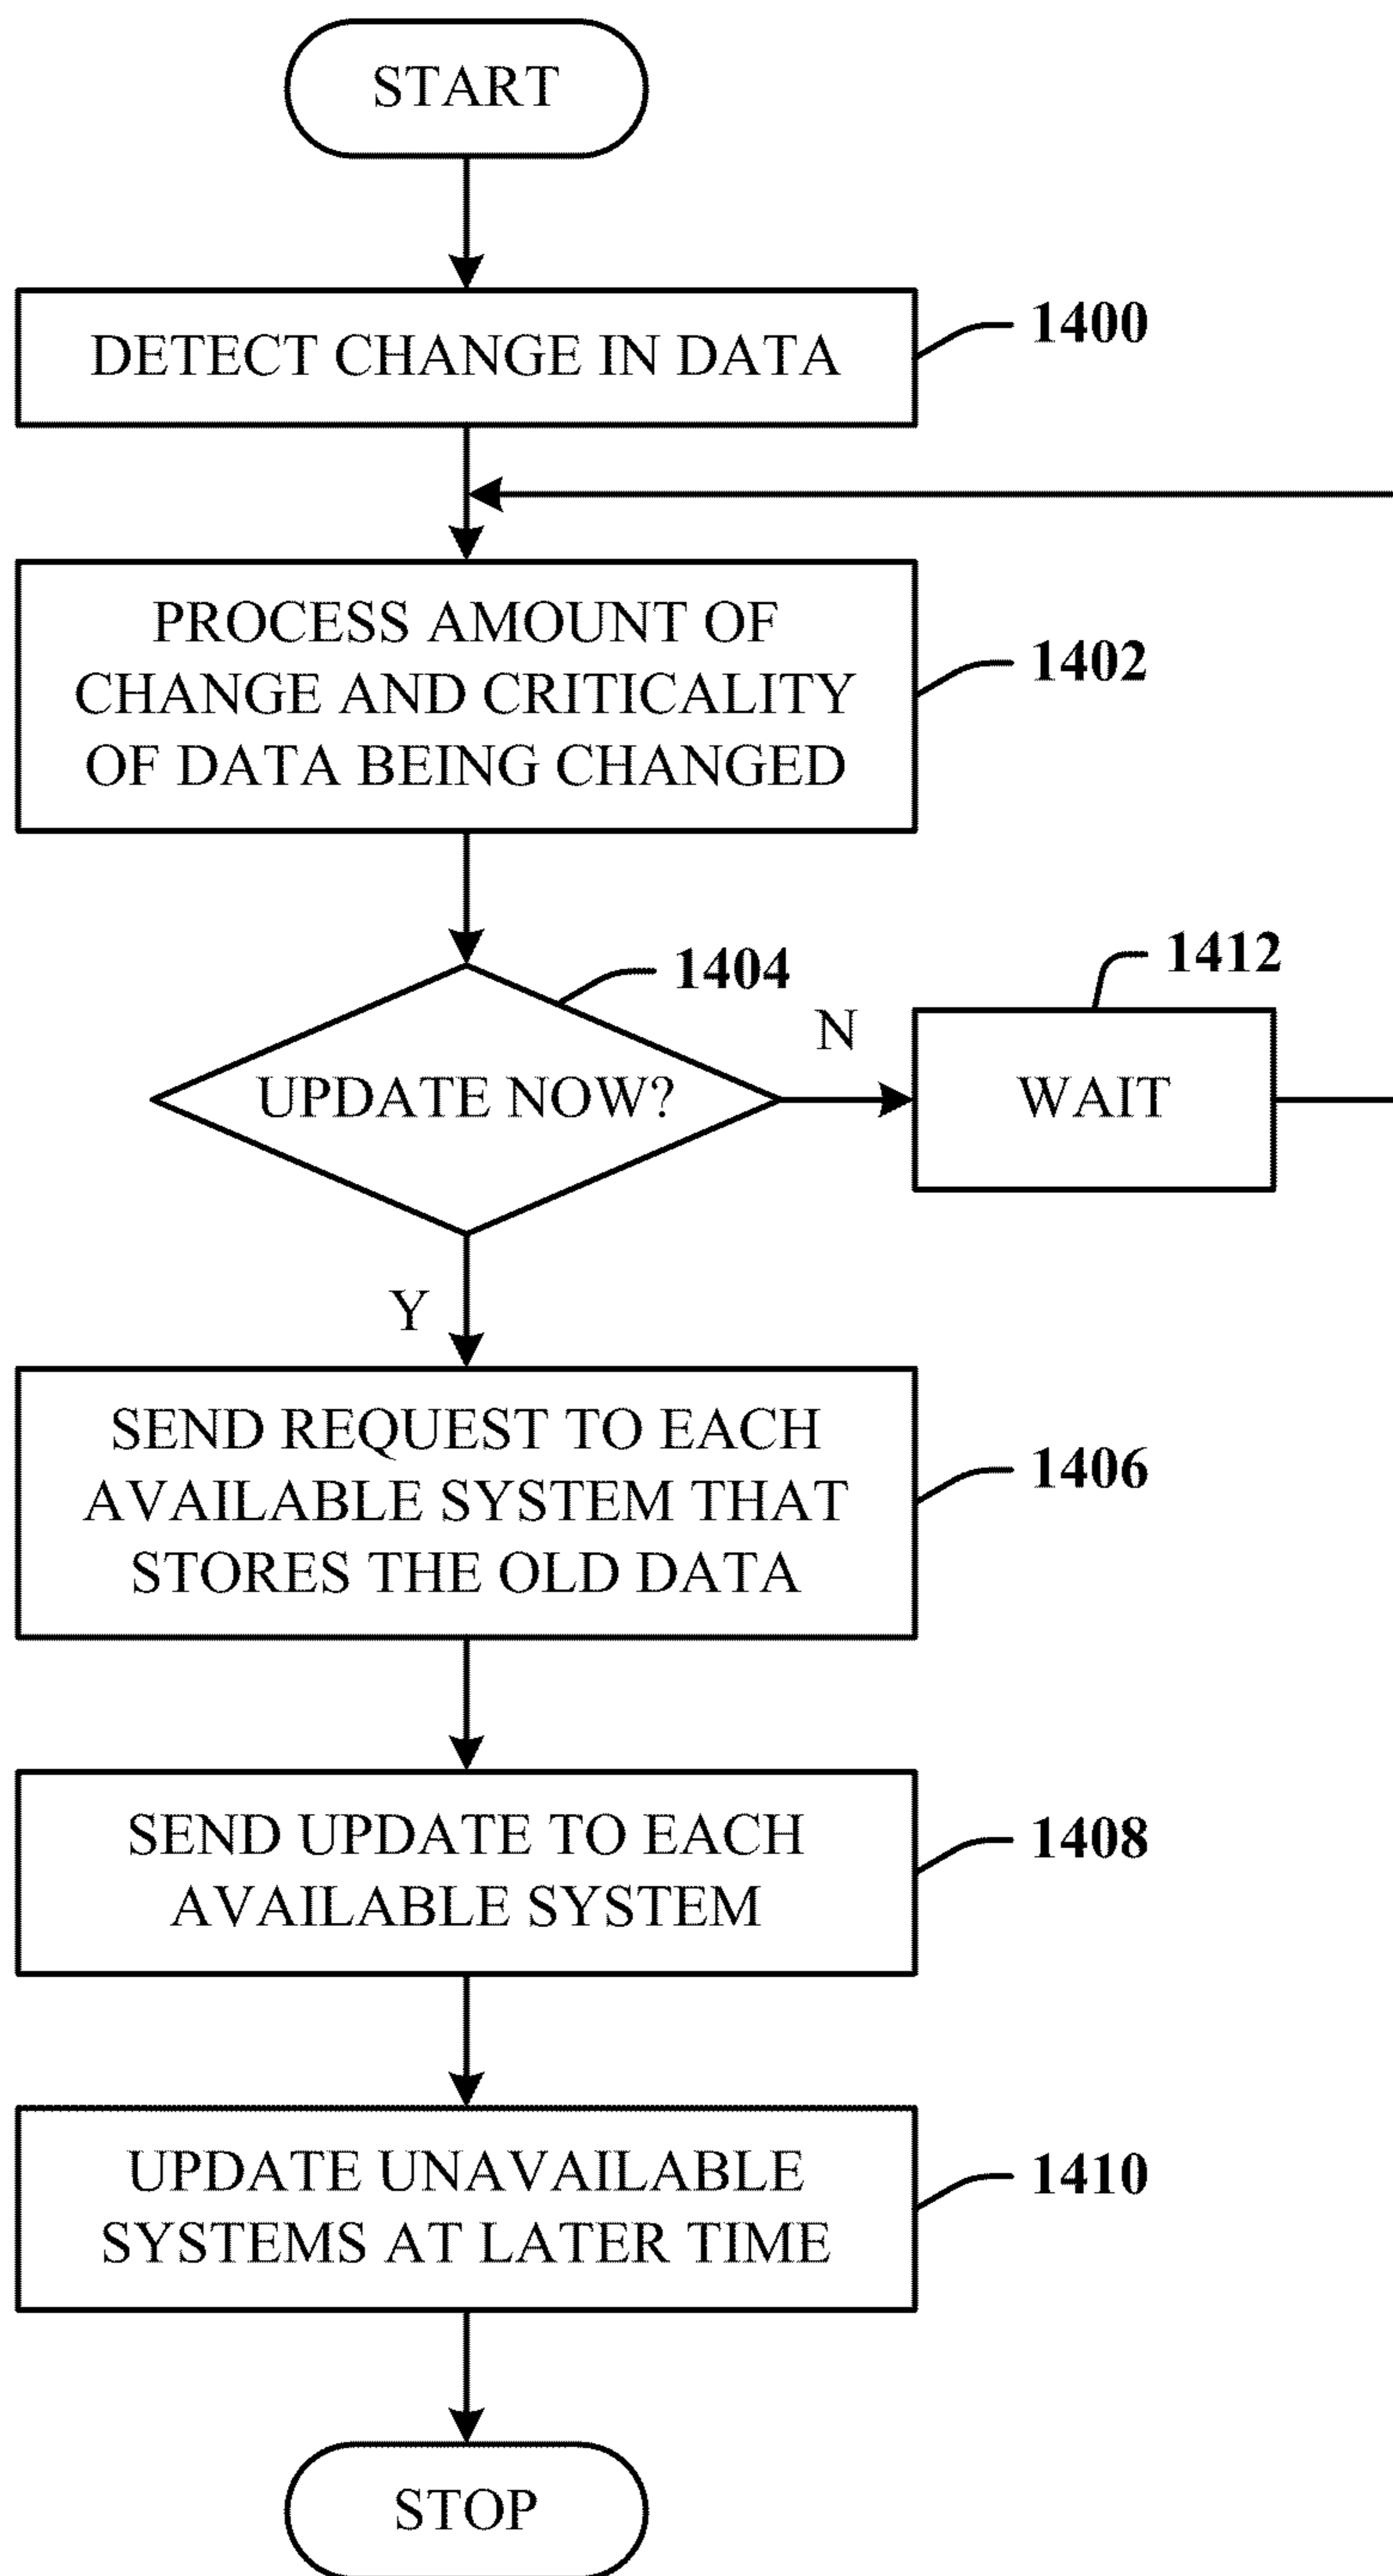 START
DETECT CHANGE IN DATA
1400
PROCESS AMOUNT OF
CHANGE AND CRITICALITY
OF DATA BEING CHANGED
1402
1404
UPDATE NOW?
N
1412
WAIT
Y
SEND REQUEST TO EACH
AVAILABLE SYSTEM THAT
STORES THE OLD DATA
1406
SEND UPDATE TO EACH
AVAILABLE SYSTEM
1408
UPDATE UNAVAILABLE
SYSTEMS AT LATER TIME
1410
STOP